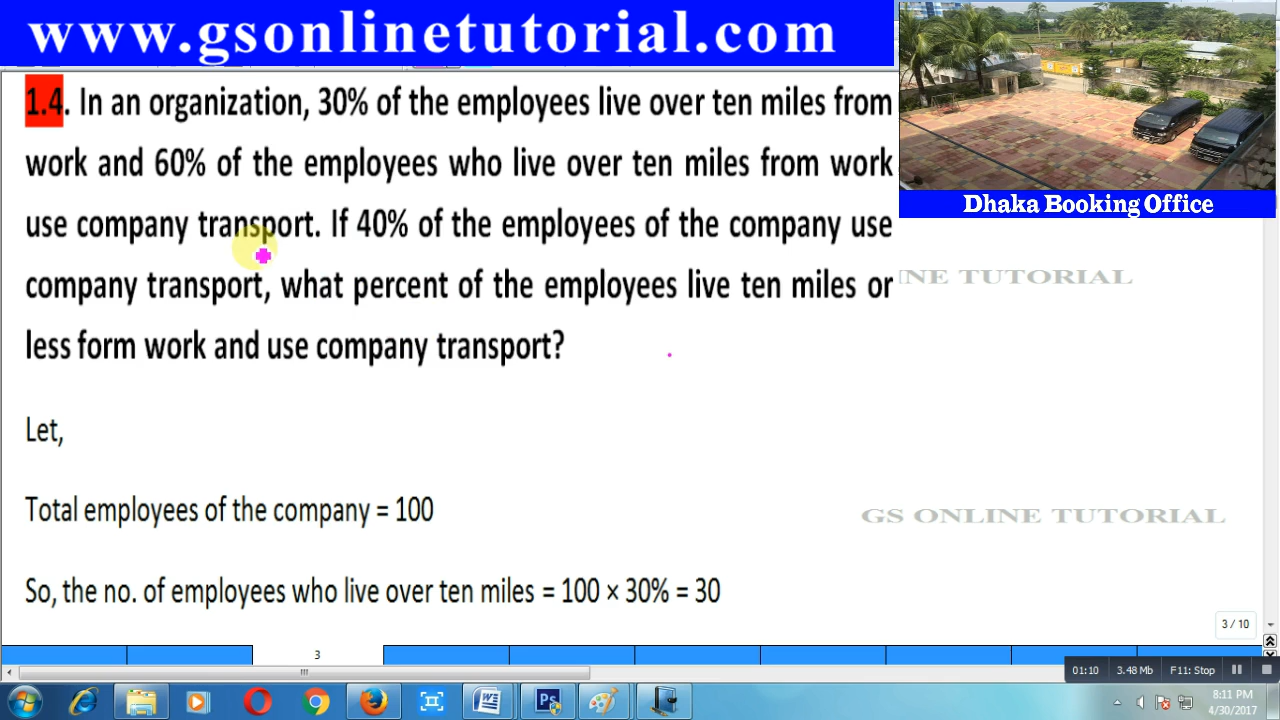 www.gsonlinetutorial.com
1.4. In an organization, 30% of the employees live over ten miles from
work and 60% of the employees who live over ten miles from work
use company transport. If 40% of the employees of the company use
company transport, what percent of the employees live ten miles or
less form work and use company transport?
Dhaka Booking Office
INE TUTORIAL
Let,
Total employees of the company = 100
GS ONLINE TUTORIAL
So, the no. of employees who live over ten miles = 100 × 30% = 30
3 / 10
3
01:10 3.48 Mb F11: Stop
8:11 PM
4/30/2017